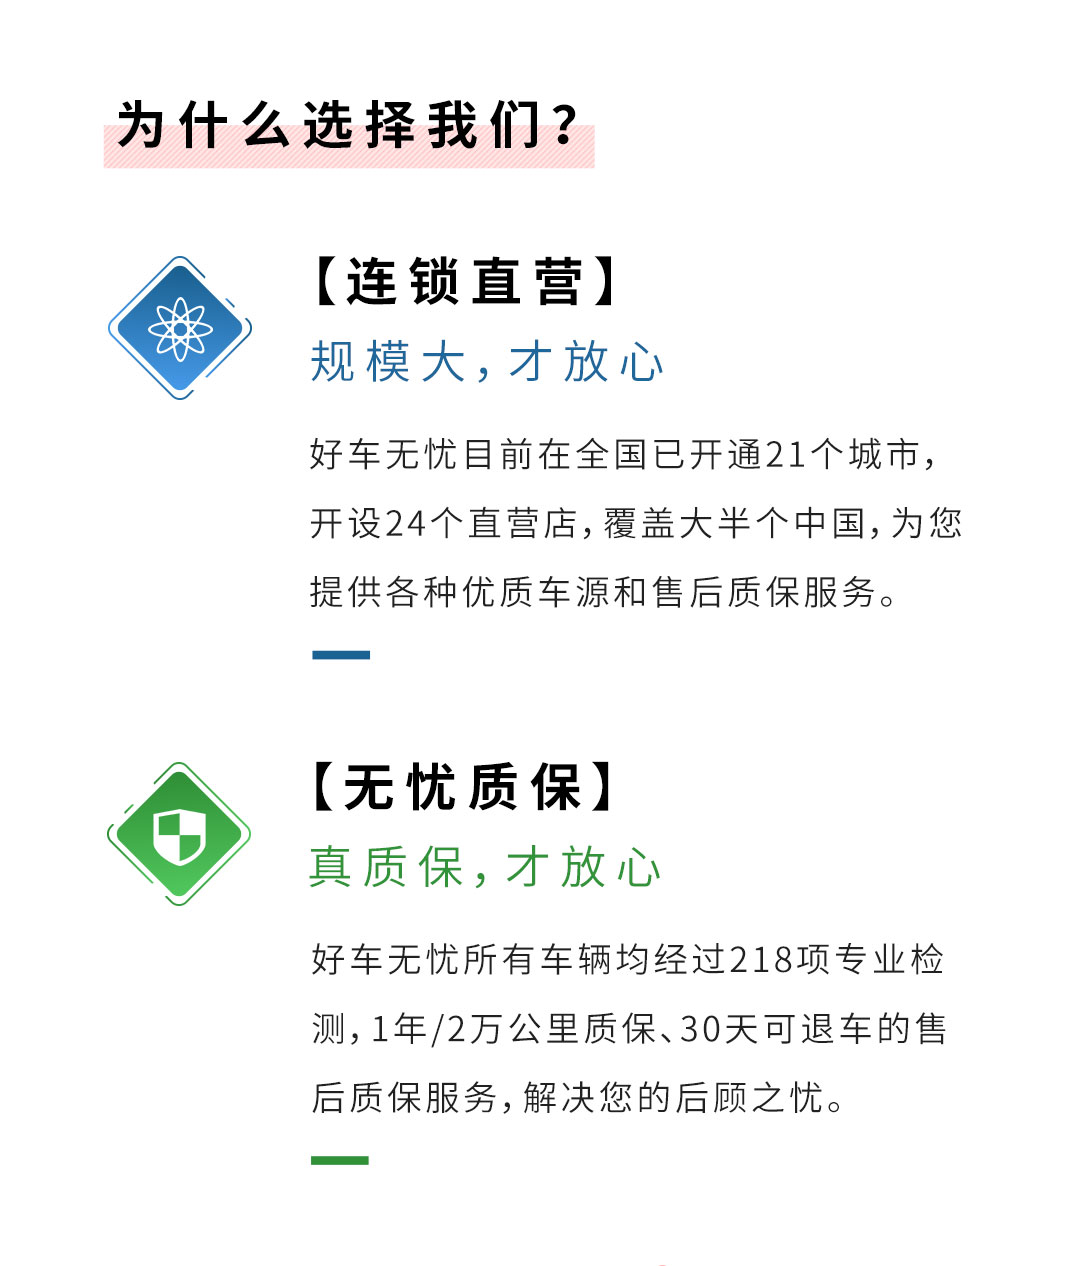 为什么选择我们？
【连锁直营】
规模大，才放心
好车无忧目前在全国已开通21个城市，
开设24个直营店，覆盖大半个中国，为您
提供各种优质车源和售后质保服务。
【无忧质保】
真质保，才放心
好车无忧所有车辆均经过218项专业检
测，1年/2万公里质保、30天可退车的售
后质保服务，解决您的后顾之忧。